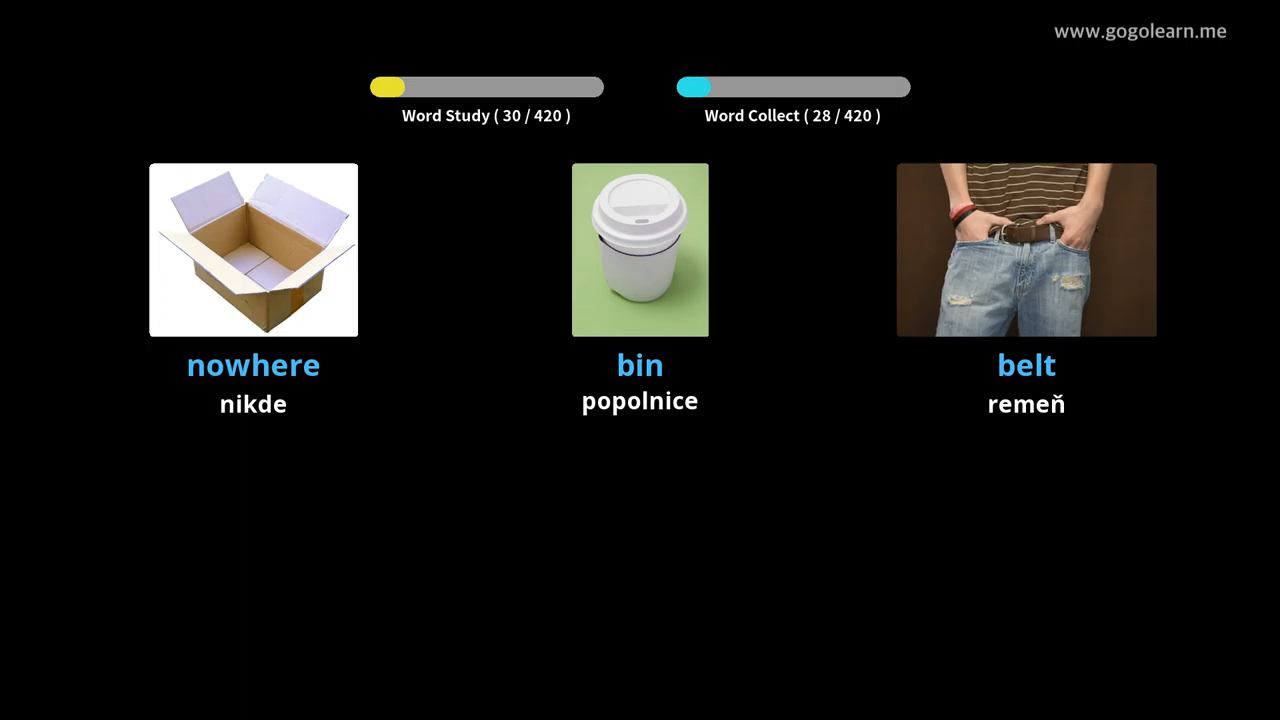 www.gogolearn.me
Word Study ( 30 / 420 )
Word Collect ( 28 / 420 )
nowhere
nikde
bin
popolnice
belt
remeň